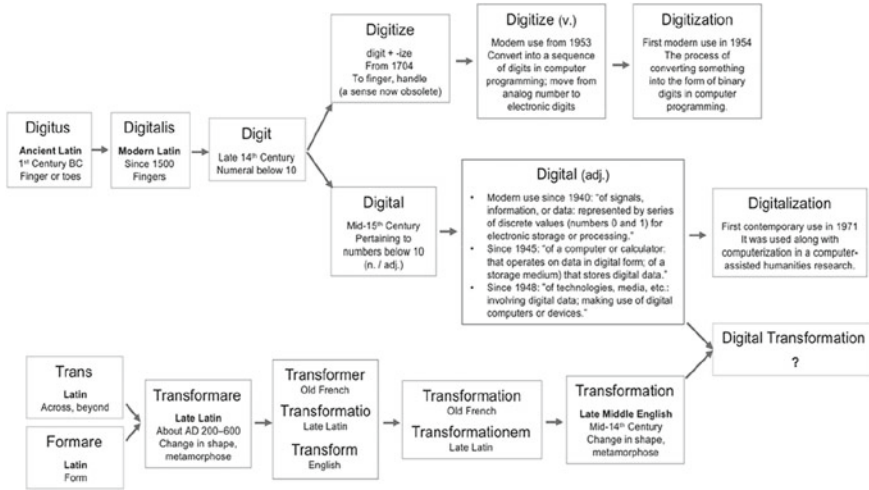 Digitize
digit + -ize
From 1704
To finger, handle
(a sense now obsolete)
Digitize (v.)
Modern use from 1953
Convert into a sequence
of digits in computer
programming; move from
analog number to
electronic digits
Digitization
First modern use in 1954
The process of
converting something
into the form of binary
digits in computer
programming.
Digitus
Ancient Latin
1st Century BC
Finger or toes
Digitalis
Modern Latin
Since 1500
Fingers
Digit
Late 14th Century
Numeral below 10
Digital
Mid-15th Century
Pertaining to
numbers below 10
(n. / adj.)
Digital (adj.)
• Modern use since 1940: “of signals,
information, or data: represented by series
of discrete values (numbers 0 and 1) for
electronic storage or processing.”
• Since 1945: “of a computer or calculator:
that operates on data in digital form; of a
storage medium) that stores digital data.”
• Since 1948: “of technologies, media, etc.:
involving digital data; making use of digital
computers or devices.”
Digitalization
First contemporary use in 1971
It was used along with
computerization in a computer-
assisted humanities research.
Digital Transformation
?
Trans
Latin
Across, beyond
Formare
Latin
Form
Transformare
Late Latin
About AD 200–600
Change in shape,
metamorphose
Transformer
Old French
Transformatio
Late Latin
Transform
English
Transformation
Old French
Transformationem
Late Latin
Transformation
Late Middle English
Mid-14th Century
Change in shape,
metamorphose